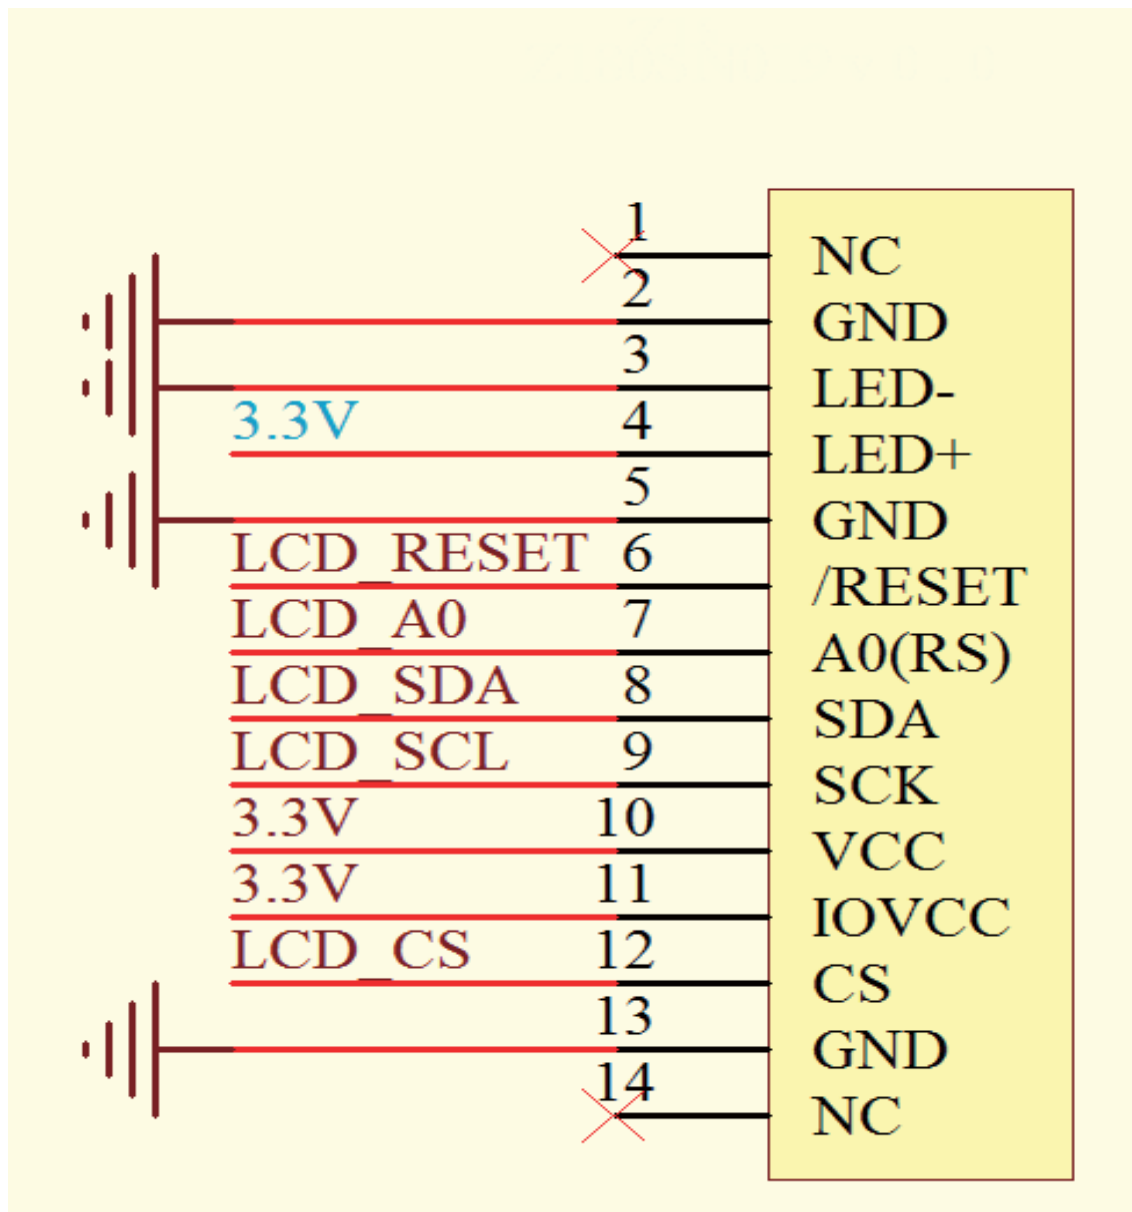 1 NC
2 GND
3 LED-
3.3V 4 LED+
5 GND
LCD_RESET 6 /RESET
LCD_A0 7 A0(RS)
LCD_SDA 8 SDA
LCD_SCL 9 SCK
3.3V 10 VCC
3.3V 11 IOVCC
LCD_CS 12 CS
13 GND
14 NC